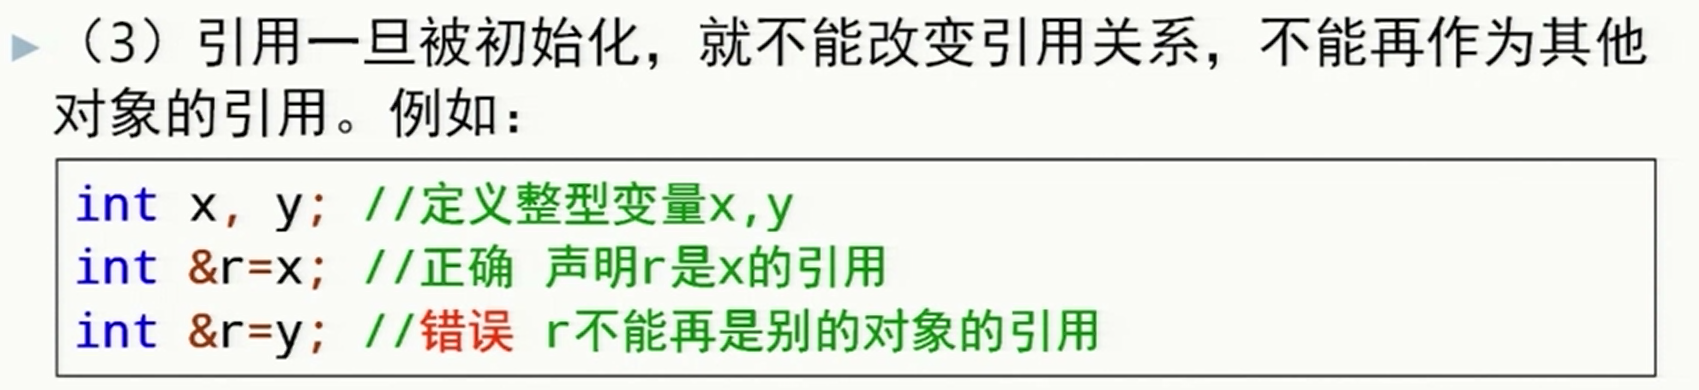 （3）引用一旦被初始化，就不能改变引用关系，不能再作为其他
对象的引用。例如：
int x, y; //定义整型变量x,y
int &r=x; //正确 声明r是x的引用
int &r=y; //错误 r不能再是别的对象的引用